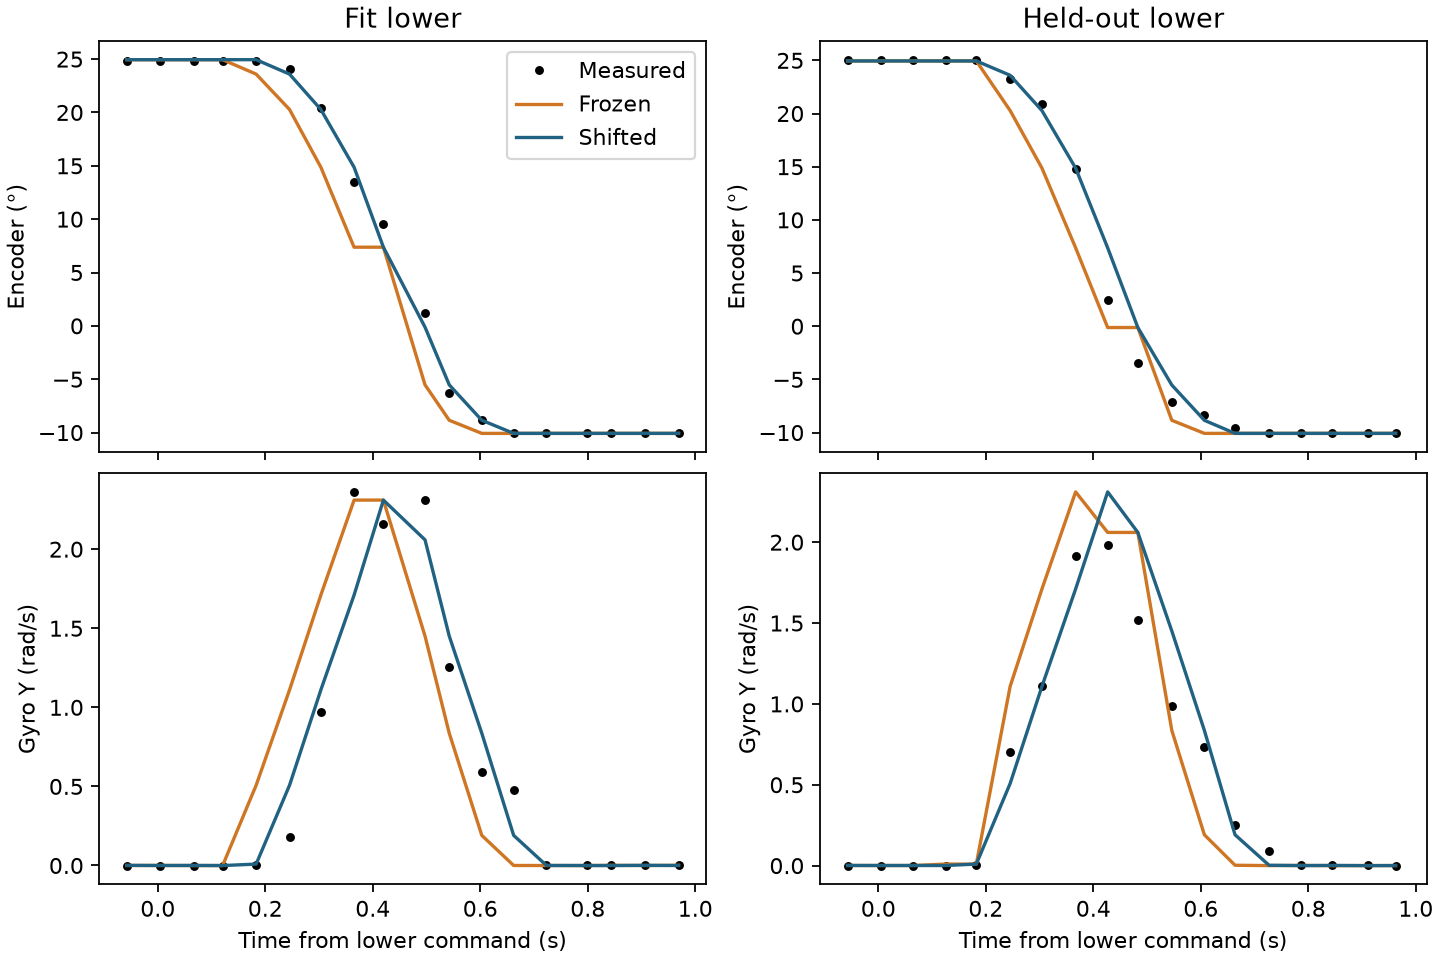 Fit lower
Held-out lower
Measured
Frozen
Shifted
25
20
15
10
5
0
−5
−10
Encoder (°)
25
20
15
10
5
0
−5
−10
Encoder (°)
2.0
1.5
1.0
0.5
0.0
Gyro Y (rad/s)
0.0 0.2 0.4 0.6 0.8 1.0
Time from lower command (s)
2.0
1.5
1.0
0.5
0.0
Gyro Y (rad/s)
0.0 0.2 0.4 0.6 0.8 1.0
Time from lower command (s)